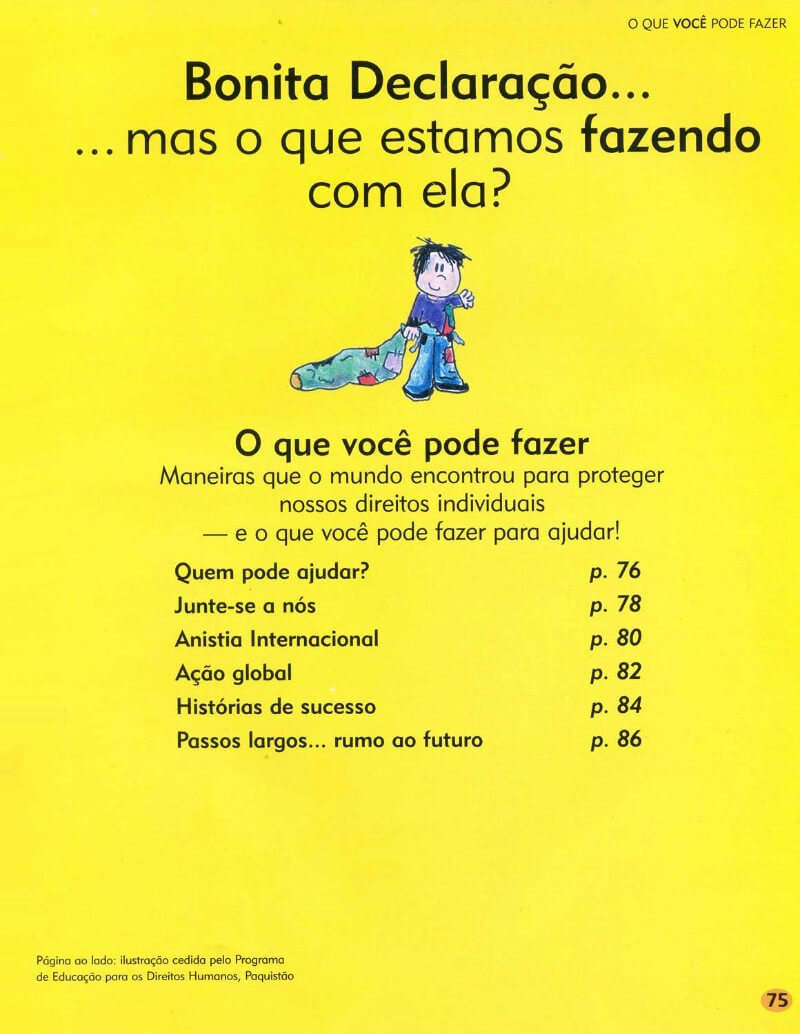 O QUE VOCÊ PODE FAZER
Bonita Declaração...
...mas o que estamos fazendo
com ela?
O que você pode fazer
Maneiras que o mundo encontrou para proteger
nossos direitos individuais
— e o que você pode fazer para ajudar!
Quem pode ajudar? p. 76
Junte-se a nós p. 78
Anistia Internacional p. 80
Ação global p. 82
Histórias de sucesso p. 84
Passos largos... rumo ao futuro p. 86
Página ao lado: ilustração cedida pelo Programa
de Educação para os Direitos Humanos, Paquistão
75